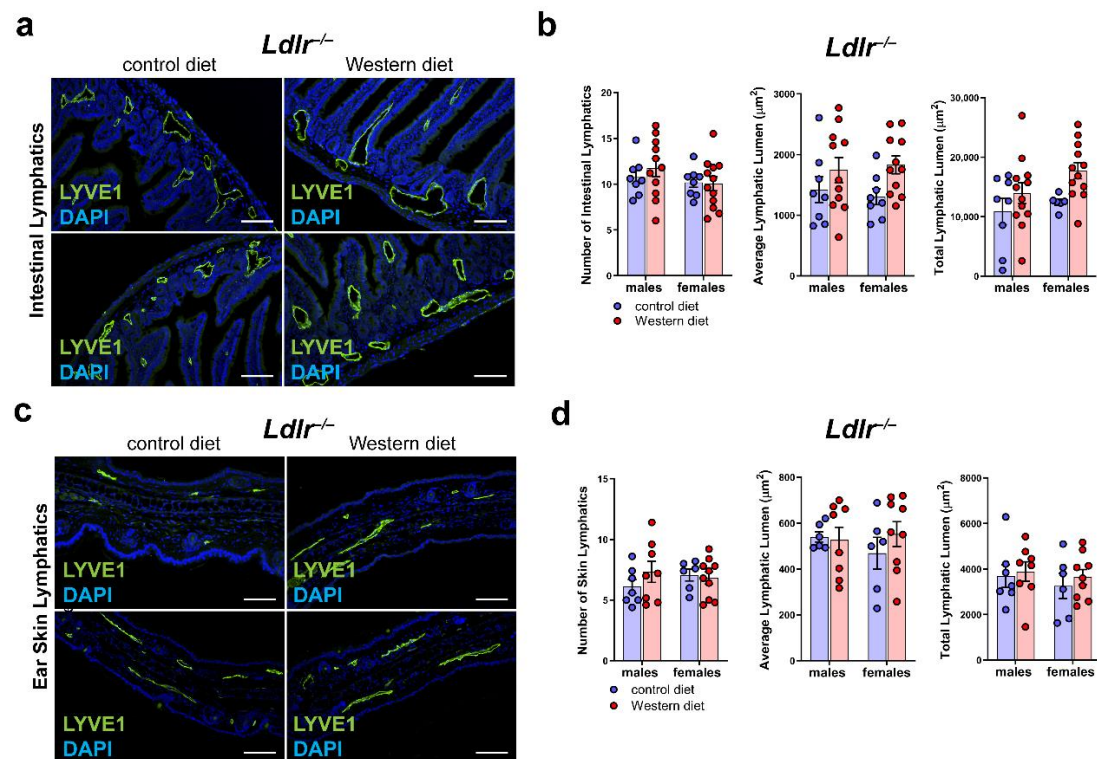 a
Ldlr–/–
control diet
Western diet
Intestinal Lymphatics
LYVE1
DAPI
LYVE1
DAPI
LYVE1
DAPI
LYVE1
DAPI
b
Ldlr–/–
Number of Intestinal Lymphatics
20
15
10
5
0
males
females
control diet
Western diet
Average Lymphatic Lumen (μm²)
3000
2000
1000
0
males
females
Total Lymphatic Lumen (μm²)
30,000
20,000
10,000
0
males
females
c
Ldlr–/–
control diet
Western diet
Ear Skin Lymphatics
LYVE1
DAPI
LYVE1
DAPI
LYVE1
DAPI
LYVE1
DAPI
d
Ldlr–/–
Number of Skin Lymphatics
15
10
5
0
males
females
control diet
Western diet
Average Lymphatic Lumen (μm²)
800
600
400
200
0
males
females
Total Lymphatic Lumen (μm²)
8000
6000
4000
2000
0
males
females